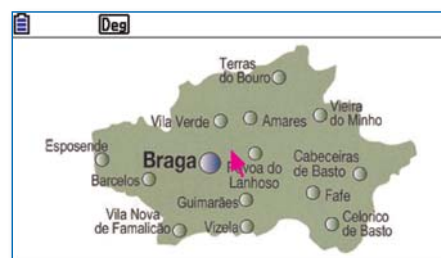 Deg
Terras
do Bouro
Vieira
do Minho
Vila Verde
Amares
Esposende
Braga
Póvoa do
Lanhoso
Cabeceiras
de Basto
Barcelos
Guimarães
Fafe
Vila Nova
de Famalicão
Vizela
Celorico
de Basto